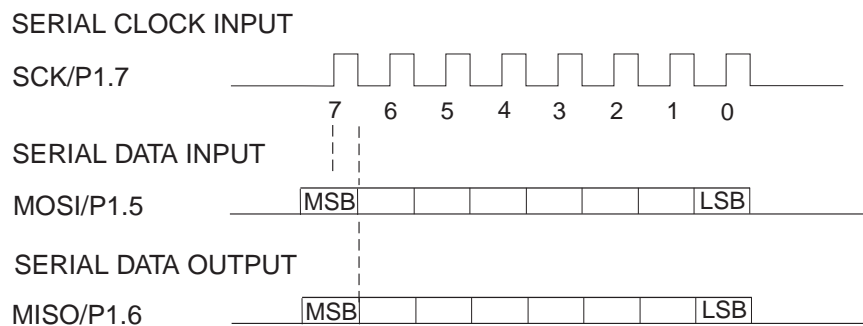 SERIAL CLOCK INPUT
SCK/P1.7
7 6 5 4 3 2 1 0
SERIAL DATA INPUT
MOSI/P1.5 MSB LSB
SERIAL DATA OUTPUT
MISO/P1.6 MSB LSB